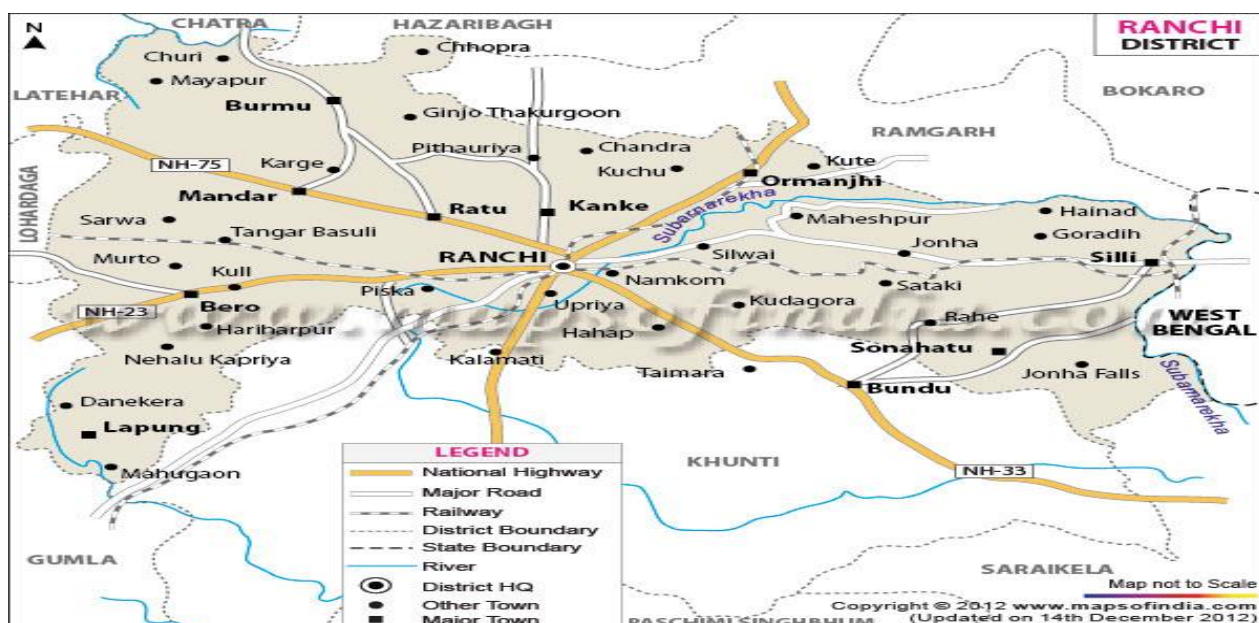 CHATRA
HAZARIBAGH
RANCHI
DISTRICT
N
Chhopra
Churi
Mayapur
LATEHAR
BOKARO
Burmu
Ginjo Thakurgoon
RAMGARH
Pithauriya
Chandra
NH-75
Karge
Kuchu
Kute
Ormanjhi
Mandar
LOHARDAGA
Sarwa
Ratu
Kanke
Subarnarekha
Maheshpur
Hainad
Tangar Basuli
Goradih
RANCHI
Silwai
Jonha
Silli
Murto
Kull
Namkom
Piska
Sataki
Bero
Upriya
Kudagora
www.mapsofindia.com
NH-23
Hariharpur
Hahap
Rahe
WEST
BENGAL
Nehalu Kapriya
Kalamati
Sonahatu
Taimara
Jonha Falls
Bundu
Subarnarekha
Danekera
Lapung
LEGEND
KHUNTI
Mahugaon
National Highway
NH-33
Major Road
Railway
District Boundary
State Boundary
GUMLA
River
SARAIKELA
District HQ
Map not to Scale
Other Town
Copyright © 2012 www.mapsofindia.com
Major Town
PASCHIMI SINGHBHUM
(Updated on 14th December 2012)